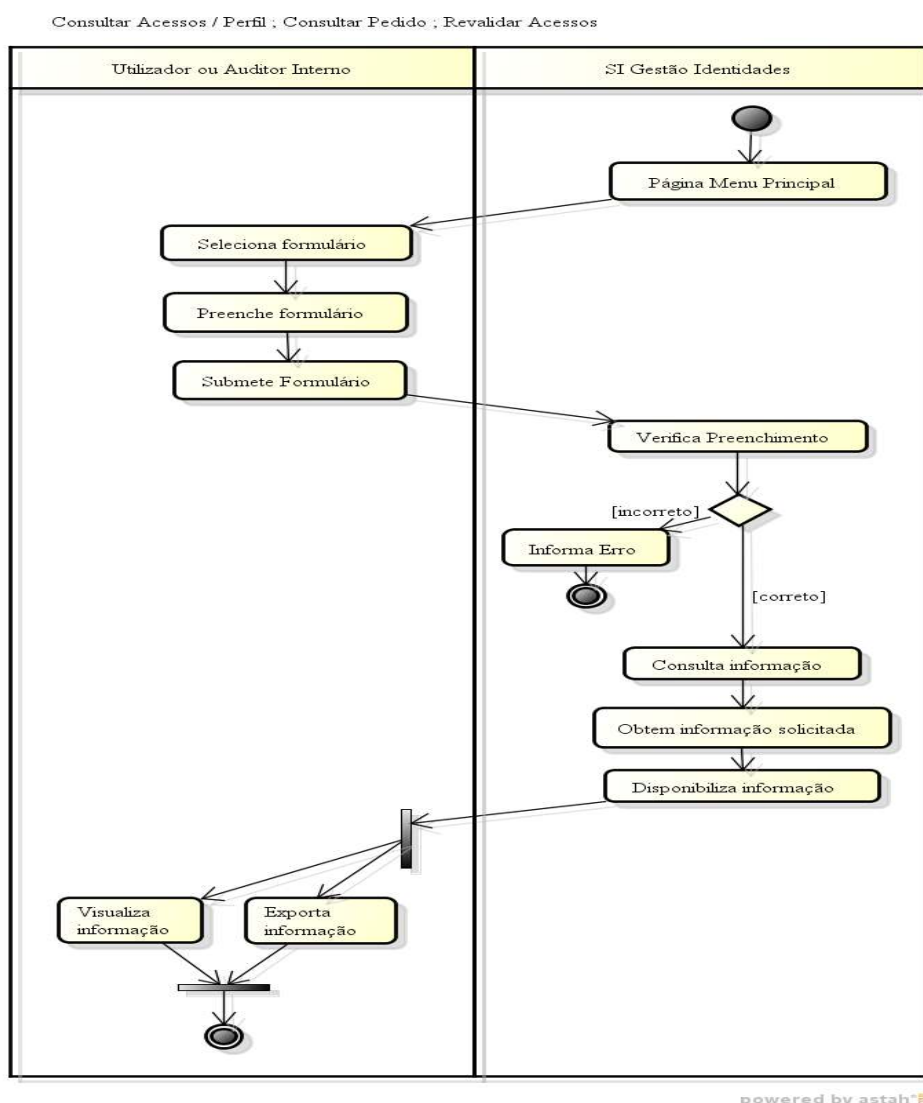 Consultar Acessos / Perfil ; Consultar Pedido ; Revalidar Acessos
Utilizador ou Auditor Interno
SI Gestão Identidades
Página Menu Principal
Seleciona formulário
Preenche formulário
Submete Formulário
Verifica Preenchimento
[incorreto]
Informa Erro
[correto]
Consulta informação
Obtem informação solicitada
Disponibiliza informação
Visualiza
informação
Exporta
informação
powered by astah*